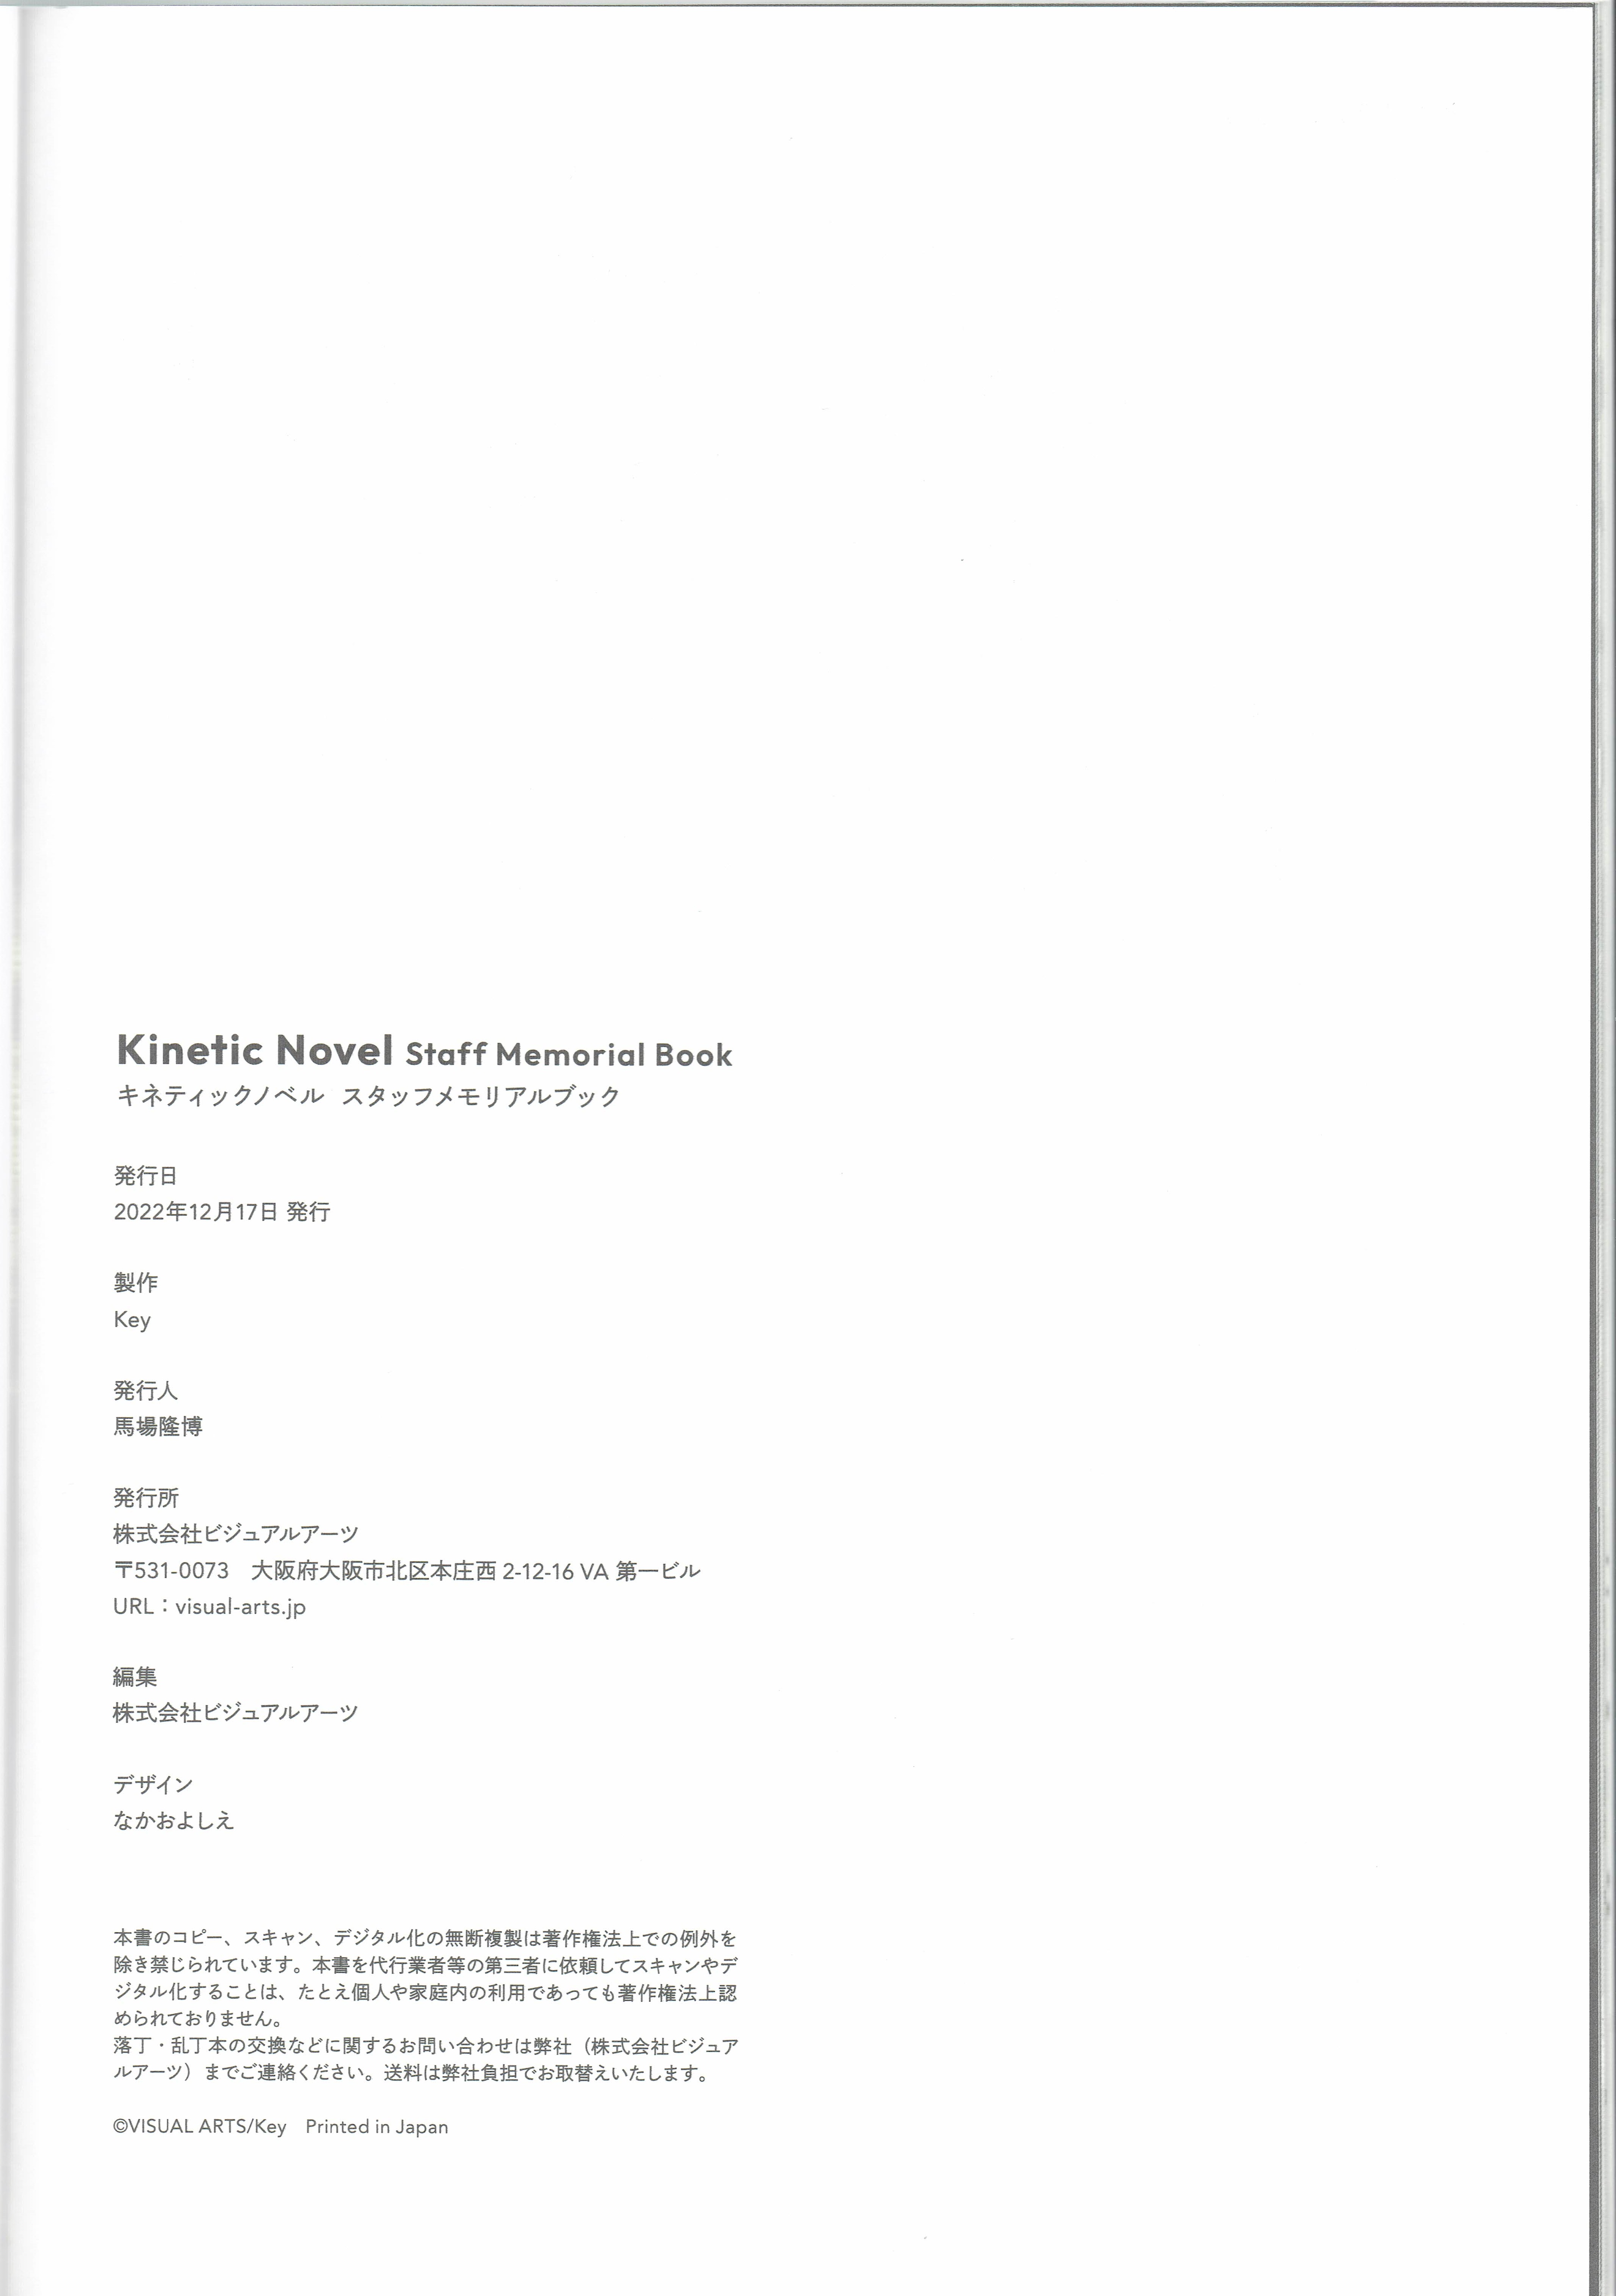 Kinetic Novel Staff Memorial Book
キネティックノベル スタッフメモリアルブック
発行日
2022年12月17日 発行
製作
Key
発行人
馬場隆博
発行所
株式会社ビジュアルアーツ
〒531-0073　大阪府大阪市北区本庄西 2-12-16 VA 第一ビル
URL：visual-arts.jp
編集
株式会社ビジュアルアーツ
デザイン
なかおよしえ
本書のコピー、スキャン、デジタル化の無断複製は著作権法上での例外を
除き禁じられています。本書を代行業者等の第三者に依頼してスキャンやデ
ジタル化することは、たとえ個人や家庭内の利用であっても著作権法上認
められておりません。
落丁・乱丁本の交換などに関するお問い合わせは弊社（株式会社ビジュア
ルアーツ）までご連絡ください。送料は弊社負担でお取替えいたします。
©VISUAL ARTS/Key　Printed in Japan